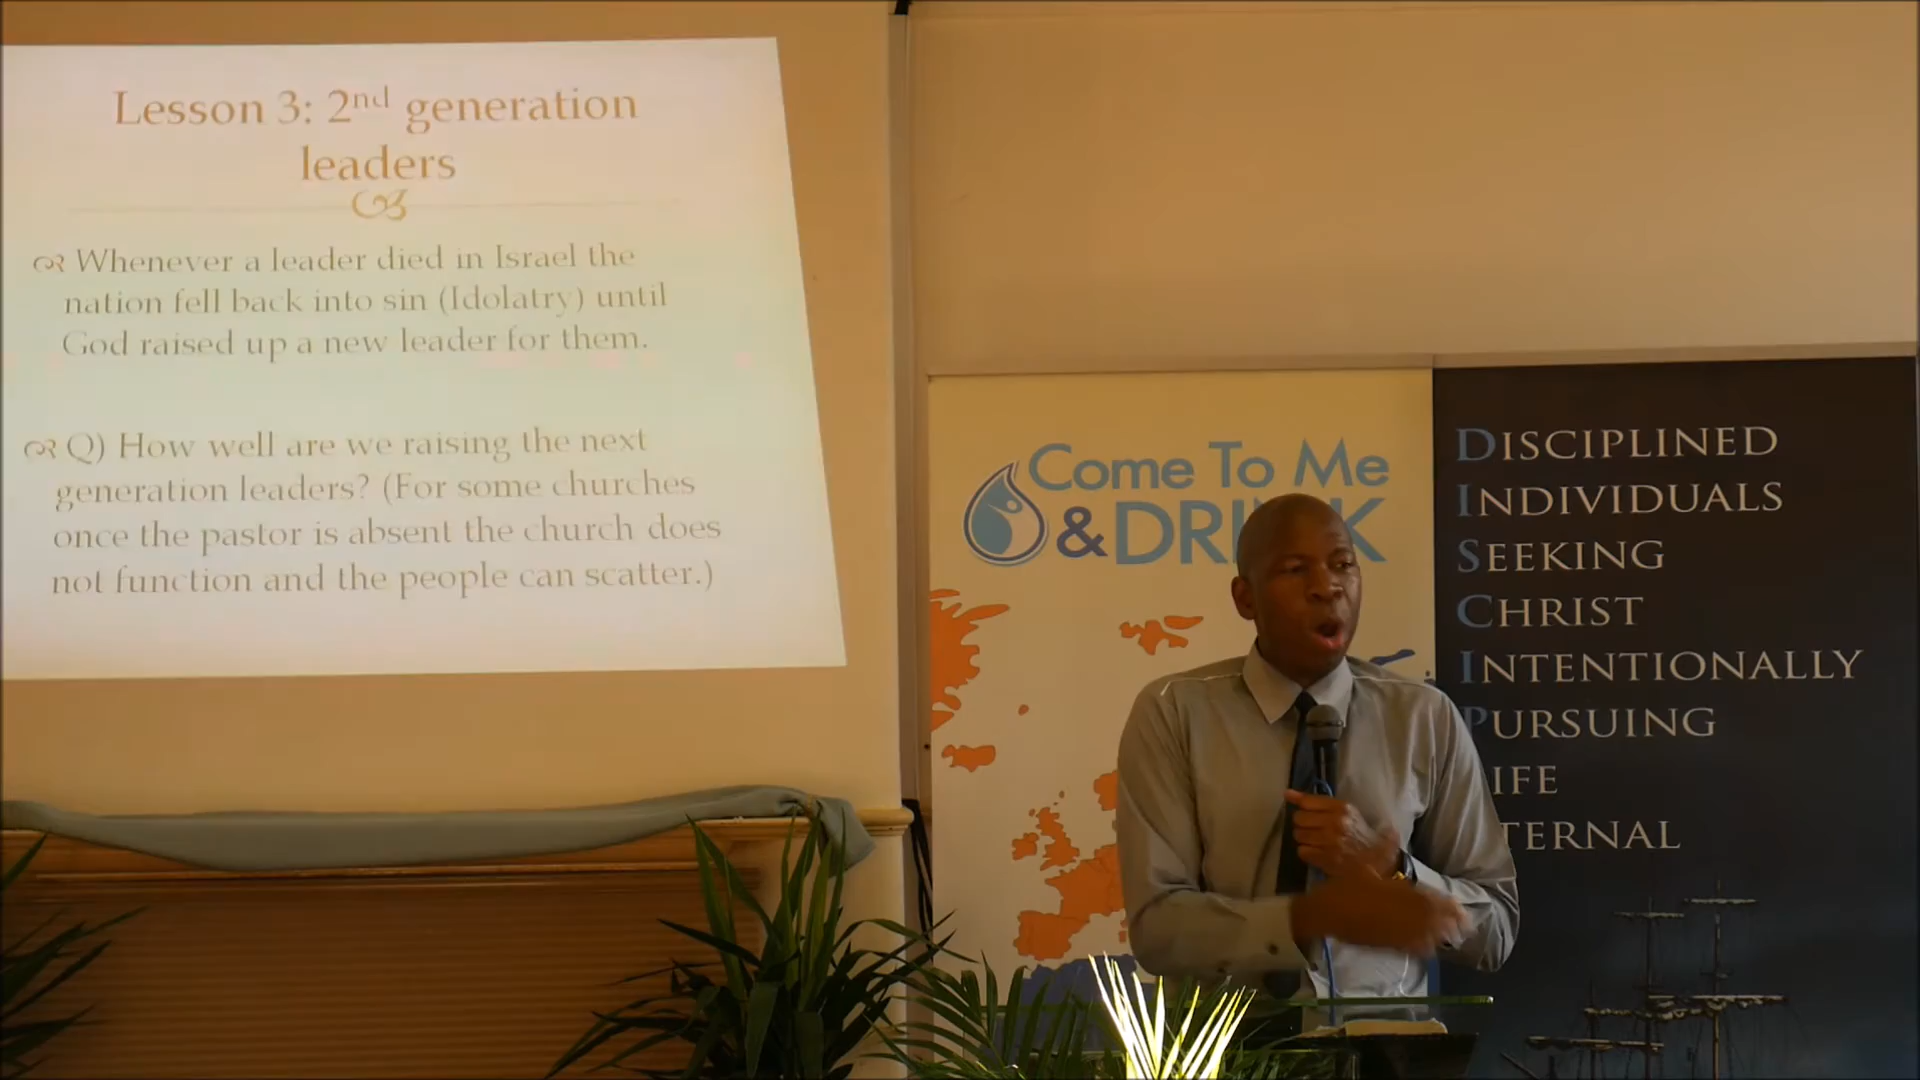 Lesson 3: 2nd generation
leaders
Whenever a leader died in Israel the
nation fell back into sin (Idolatry) until
God raised up a new leader for them.
Q) How well are we raising the next
generation leaders? (For some churches
once the pastor is absent the church does
not function and the people can scatter.)
Come To Me
& DRINK
DISCIPLINED
INDIVIDUALS
SEEKING
CHRIST
INTENTIONALLY
PURSUING
IFE
TERNAL